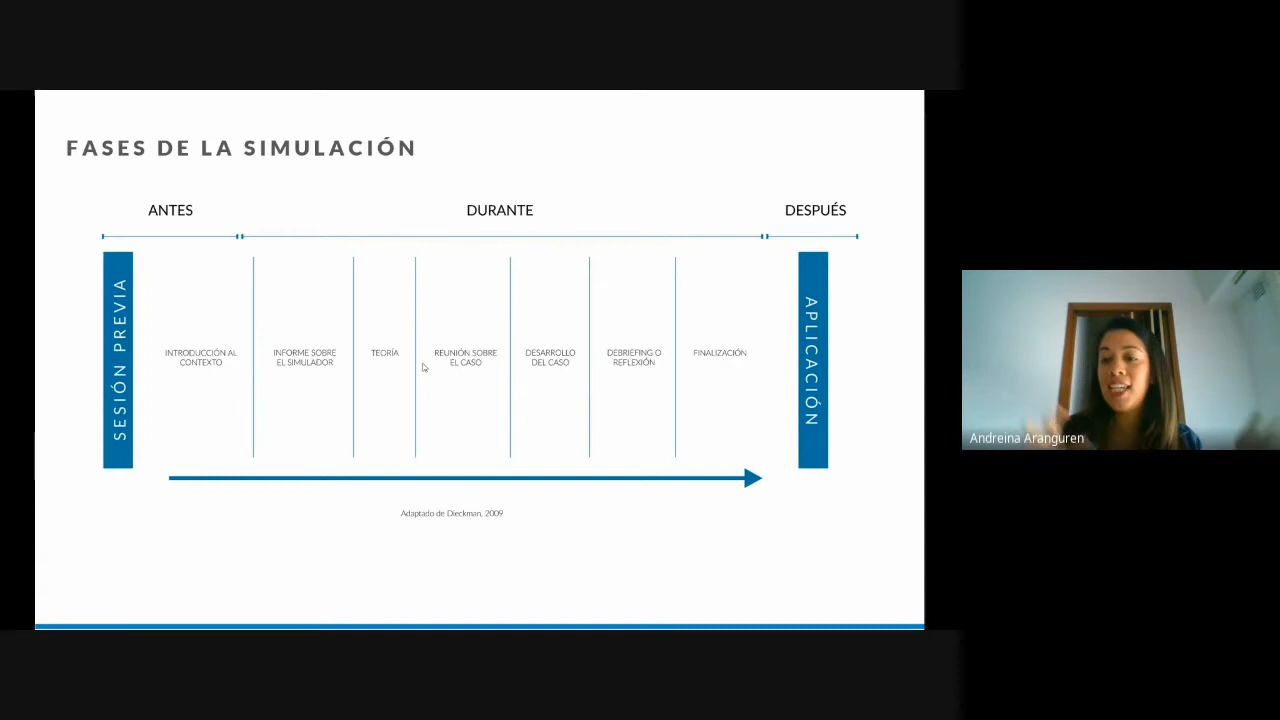 FASES DE LA SIMULACIÓN
ANTES
DURANTE
DESPUÉS
SESIÓN PREVIA
INTRODUCCIÓN AL
CONTEXTO
INFORME SOBRE
EL SIMULADOR
TEORÍA
REUNIÓN SOBRE
EL CASO
DESARROLLO
DEL CASO
DEBRIEFING O
REFLEXIÓN
FINALIZACIÓN
APLICACIÓN
Adaptado de Dieckman, 2009
Andreina Aranguren